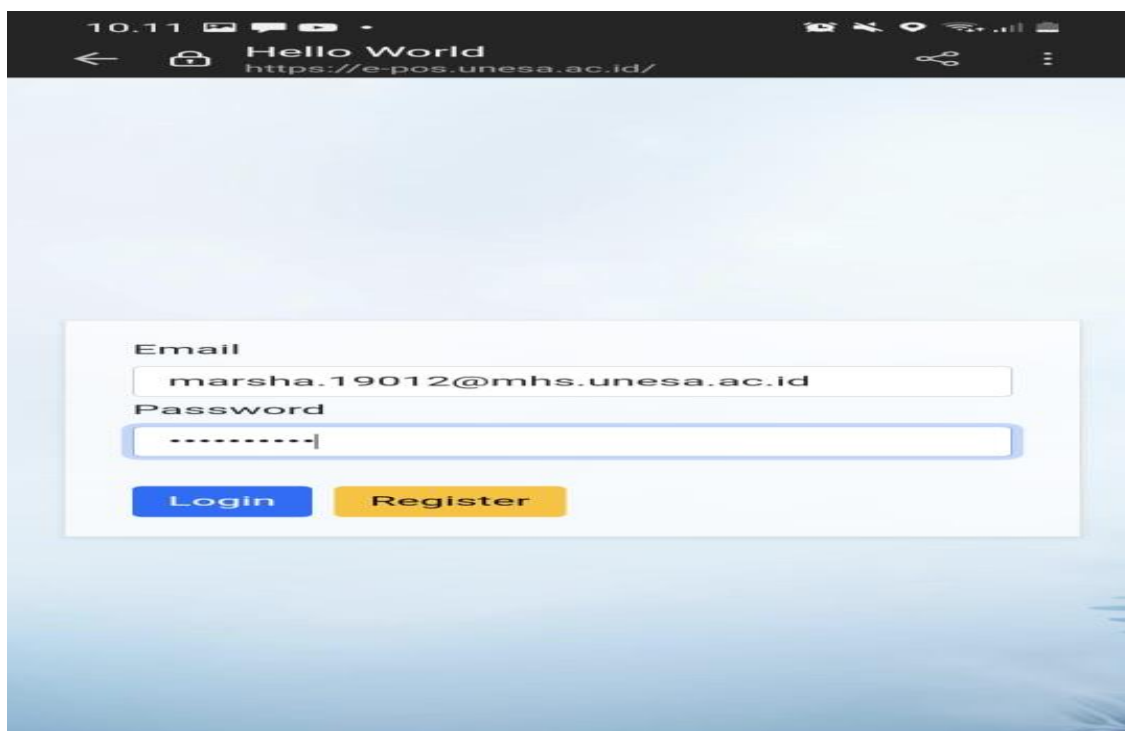 10.11
Hello World
https://e-pos.unesa.ac.id/
Email
marsha.19012@mhs.unesa.ac.id
Password
••••••••••
Login Register